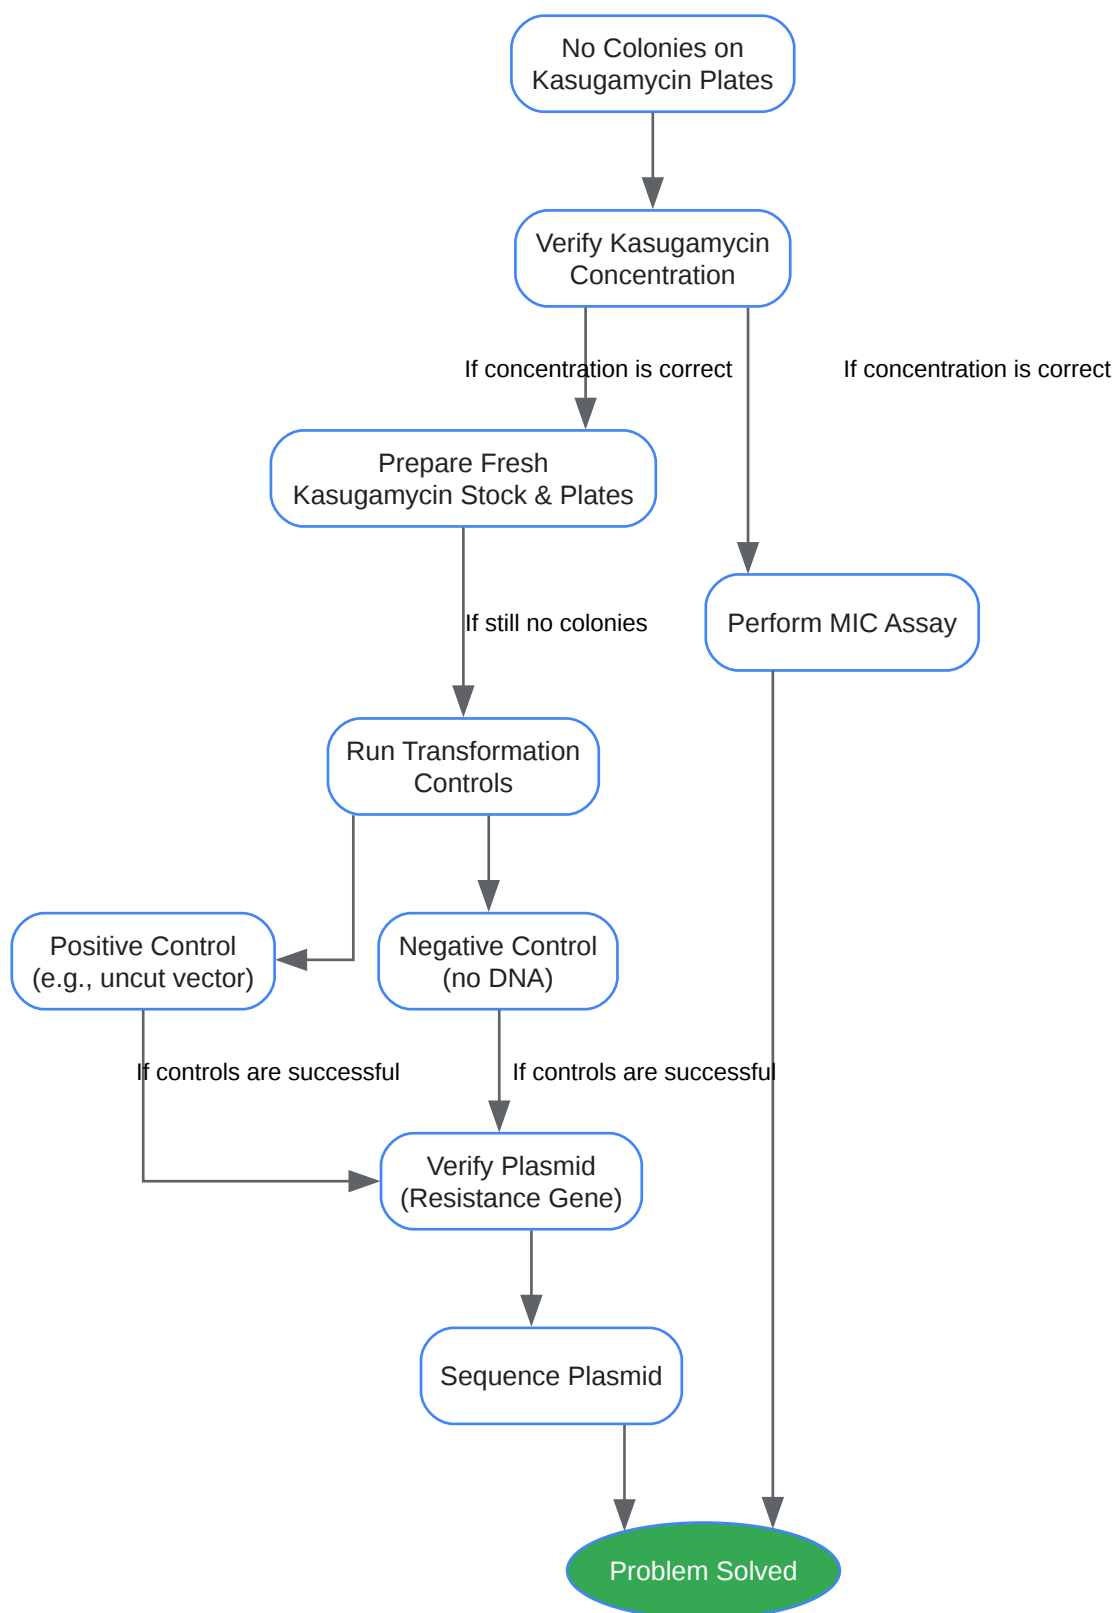 No Colonies on
Kasugamycin Plates
Verify Kasugamycin
Concentration
If concentration is correct
If concentration is correct
Prepare Fresh
Kasugamycin Stock & Plates
If still no colonies
Perform MIC Assay
Run Transformation
Controls
Positive Control
(e.g., uncut vector)
Negative Control
(no DNA)
If controls are successful
If controls are successful
Verify Plasmid
(Resistance Gene)
Sequence Plasmid
Problem Solved